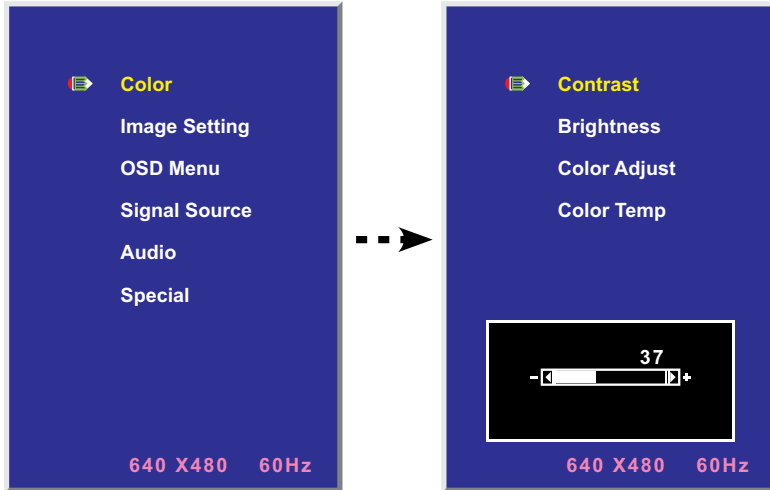 Color
Image Setting
OSD Menu
Signal Source
Audio
Special
640 X480 60Hz
Contrast
Brightness
Color Adjust
Color Temp
37
- +
640 X480 60Hz